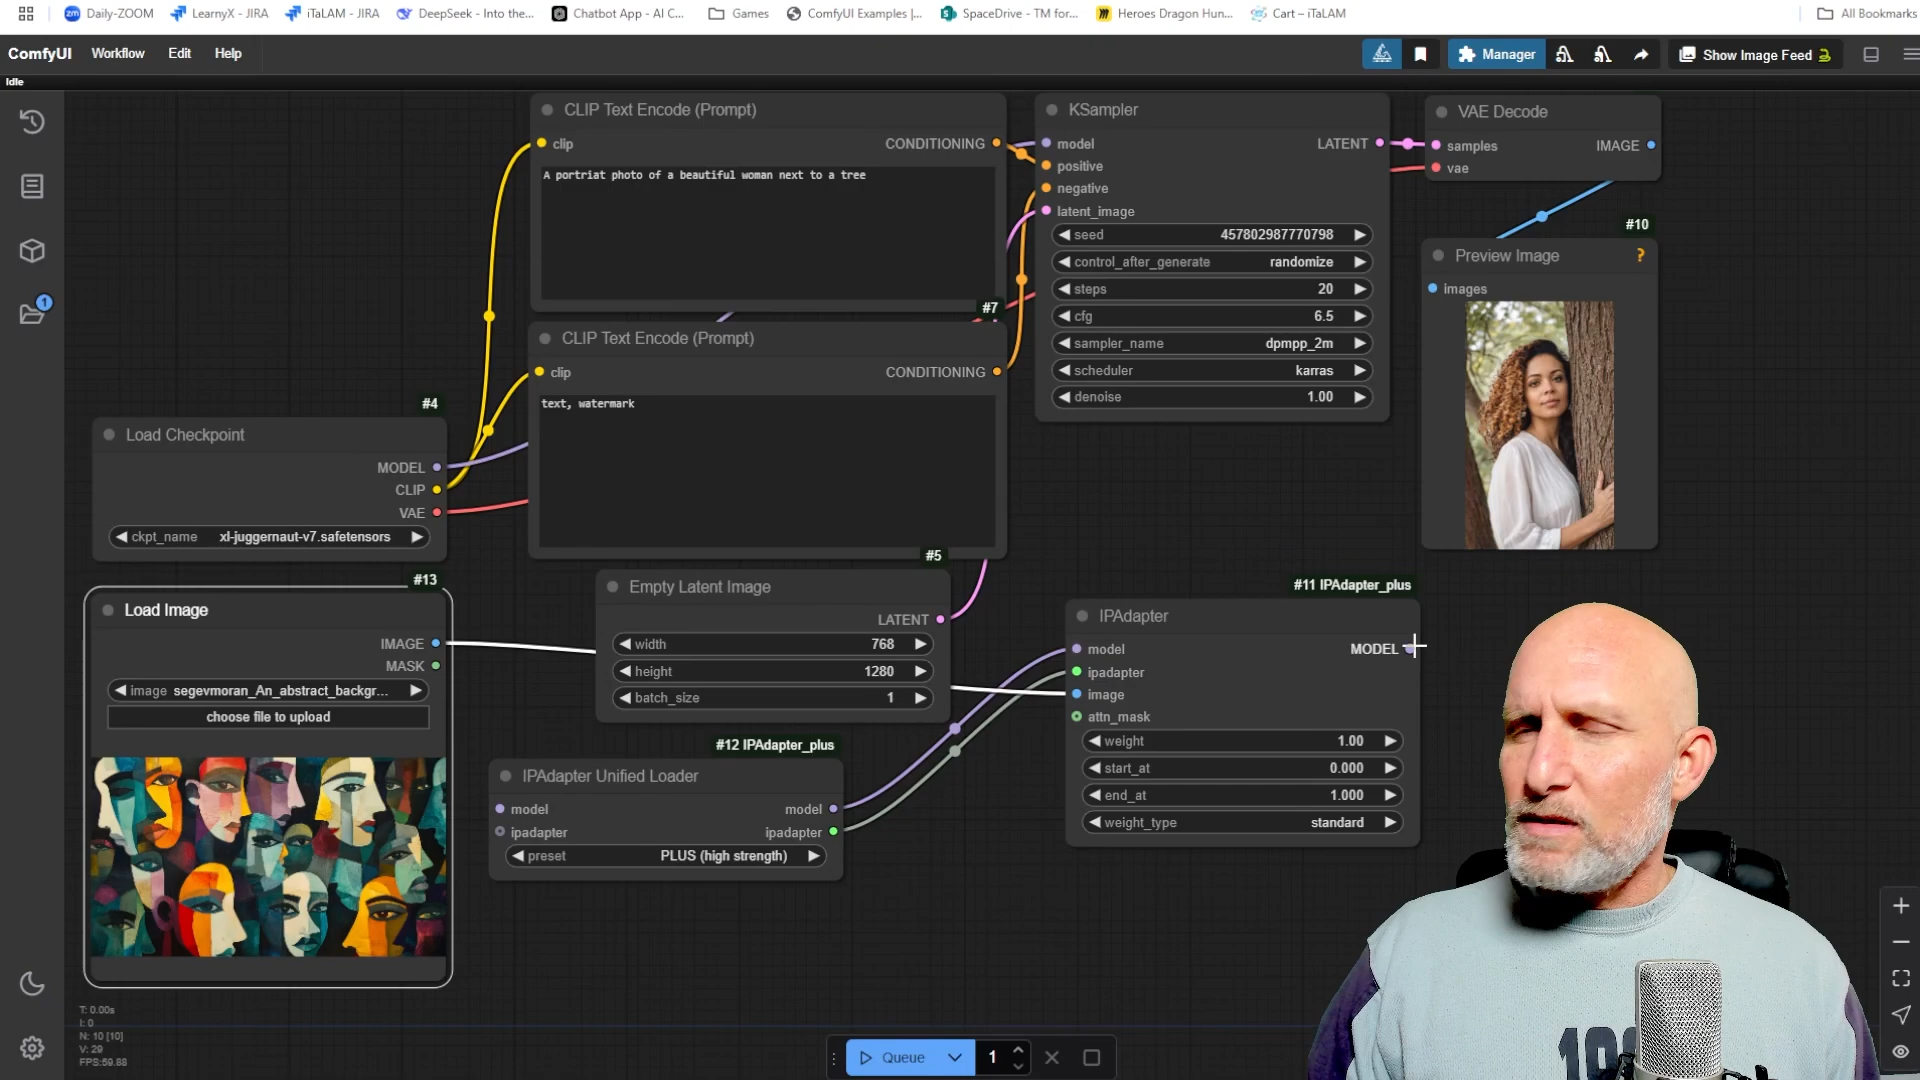 Daily-ZOOM
LearnyX - JIRA
iTaLAM - JIRA
DeepSeek - Into the...
Chatbot App - AI C...
Games
ComfyUI Examples |...
SpaceDrive - TM for...
Heroes Dragon Hun...
Cart – iTaLAM
All Bookmarks
ComfyUI
Workflow
Edit
Help
Manager
Show Image Feed
Idle
CLIP Text Encode (Prompt)
clip
CONDITIONING
A portriat photo of a beautiful woman next to a tree
KSampler
model
LATENT
positive
negative
latent_image
seed 457802987770798
control_after_generate randomize
steps 20
cfg 6.5
sampler_name dpmpp_2m
scheduler karras
denoise 1.00
VAE Decode
samples
IMAGE
vae
#10
Preview Image ?
images
#7
CLIP Text Encode (Prompt)
clip
CONDITIONING
text, watermark
#4
Load Checkpoint
MODEL
CLIP
VAE
ckpt_name xl-juggernaut-v7.safetensors
#13
Load Image
IMAGE
MASK
image segevmoran_An_abstract_backgr...
choose file to upload
#5
Empty Latent Image
LATENT
width 768
height 1280
batch_size 1
#12 IPAdapter_plus
IPAdapter Unified Loader
model model
ipadapter ipadapter
preset PLUS (high strength)
#11 IPAdapter_plus
IPAdapter
model MODEL
ipadapter
image
attn_mask
weight 1.00
start_at 0.000
end_at 1.000
weight_type standard
1
T: 0.00s
I: 0
N: 10 [10]
V: 29
FPS:59.88
Queue
1